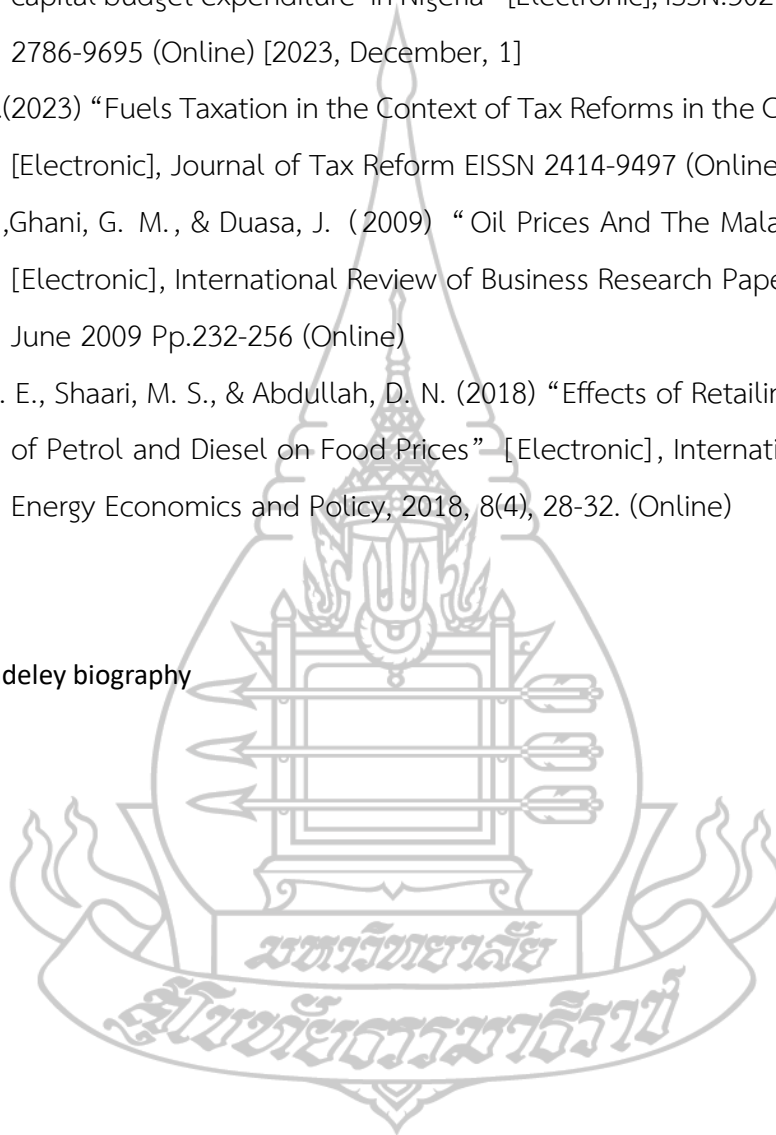 capital budget expenditure in Nigeria" [Electronic], ISSN:302
2786-9695 (Online) [2023, December, 1]
.(2023) “Fuels Taxation in the Context of Tax Reforms in the C
[Electronic], Journal of Tax Reform EISSN 2414-9497 (Online
,Ghani, G. M., & Duasa, J. (2009) “Oil Prices And The Mala
[Electronic], International Review of Business Research Pape
June 2009 Pp.232-256 (Online)
. E., Shaari, M. S., & Abdullah, D. N. (2018) “Effects of Retailin
of Petrol and Diesel on Food Prices” [Electronic], Internati
Energy Economics and Policy, 2018, 8(4), 28-32. (Online)
deley biography
มหาวิทยาลัย
สุโขทัยธรรมาธิราช